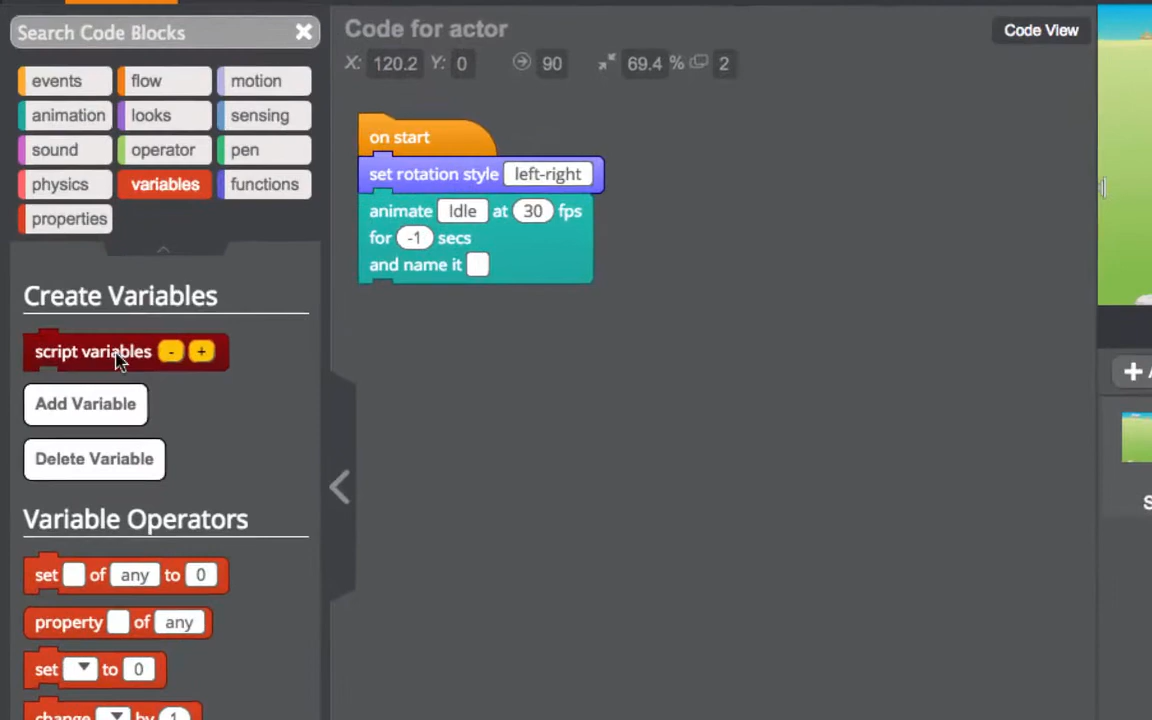 Search Code Blocks
events flow motion
animation looks sensing
sound operator pen
physics variables functions
properties
Create Variables
script variables - +
Add Variable
Delete Variable
Variable Operators
set of any to 0
property of any
set to 0
change by 1
Code for actor
X: 120.2 Y: 0 90 69.4 % 2
Code View
on start
set rotation style left-right
animate Idle at 30 fps
for -1 secs
and name it